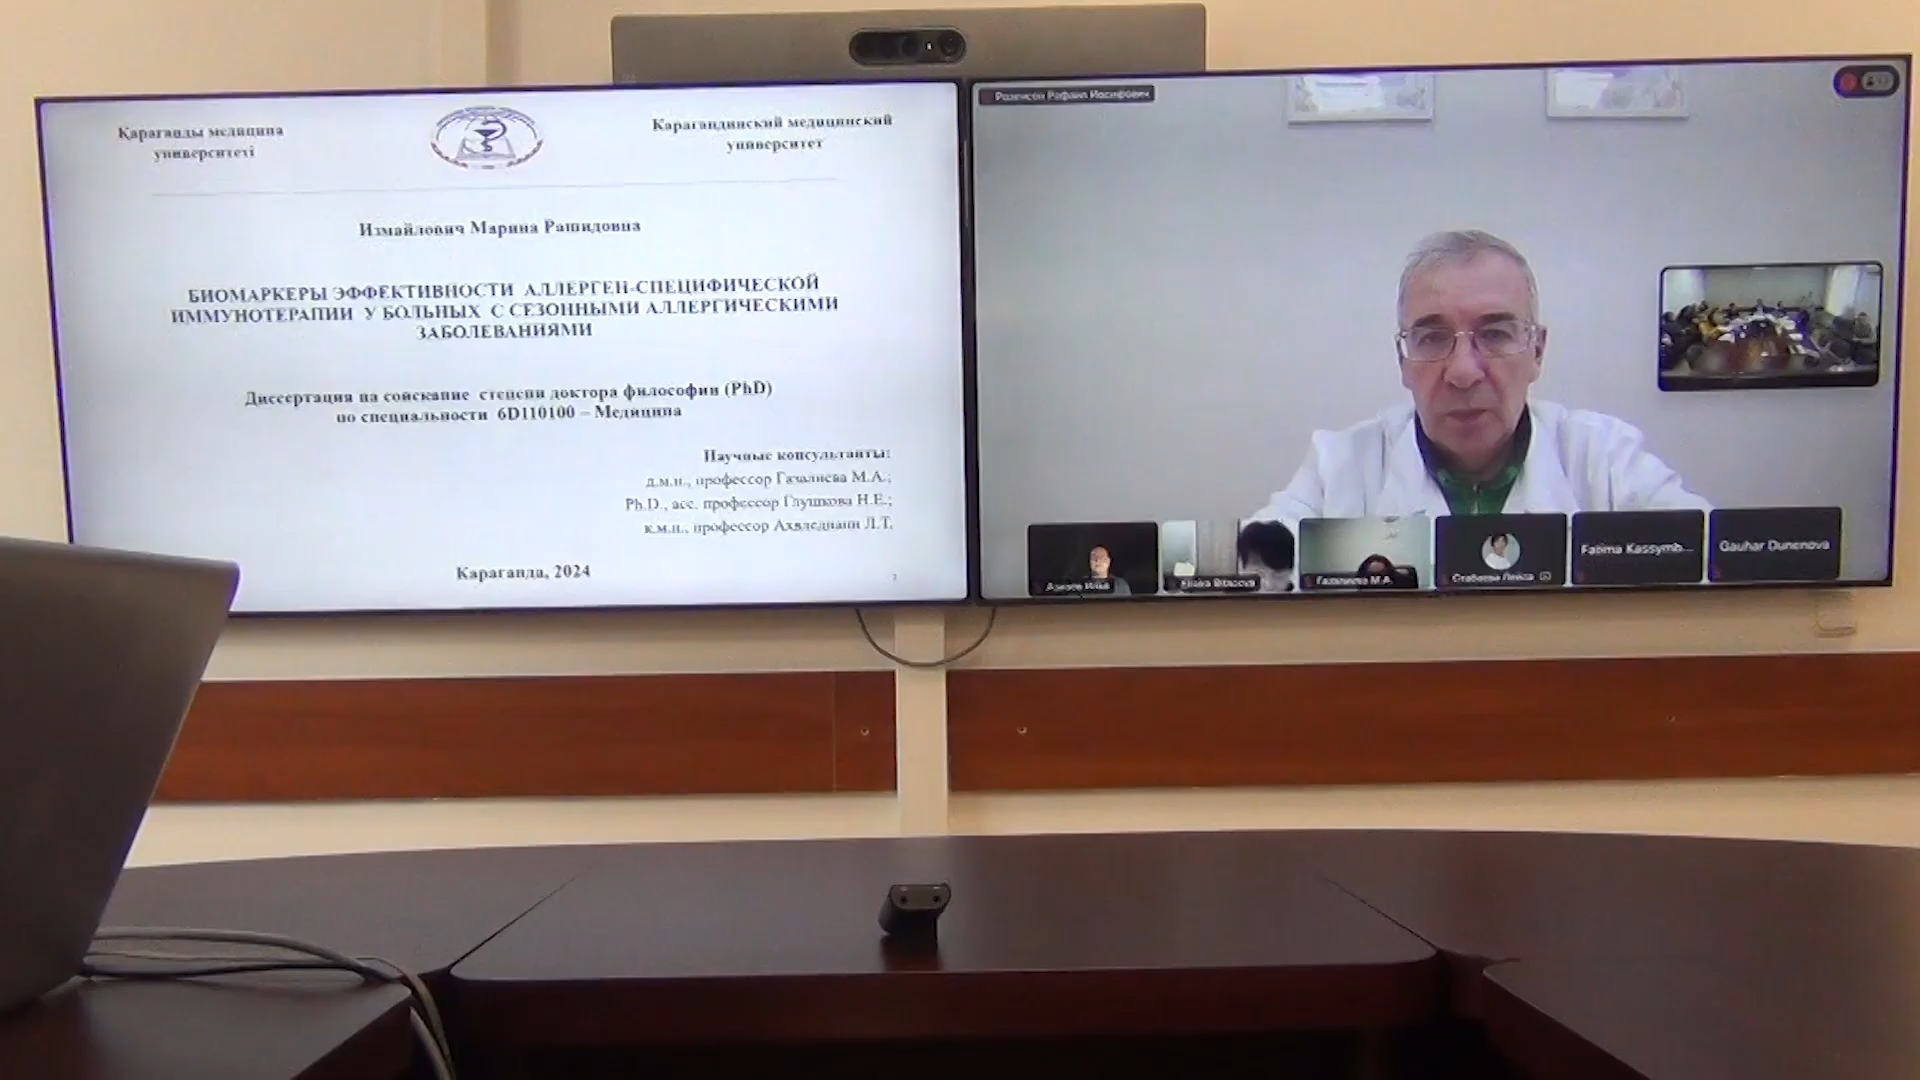 Қарағанды медицина
университеті
Карагандинский медицинский
университет
Измайлович Марина Рашидовна
БИОМАРКЕРЫ ЭФФЕКТИВНОСТИ АЛЛЕРГЕН-СПЕЦИФИЧЕСКОЙ
ИММУНОТЕРАПИИ У БОЛЬНЫХ С СЕЗОННЫМИ АЛЛЕРГИЧЕСКИМИ
ЗАБОЛЕВАНИЯМИ
Диссертация на соискание степени доктора философии (PhD)
по специальности 6D110100 – Медицина
Научные консультанты:
д.м.н., профессор Газалиева М.А.;
Ph.D., асс. профессор Глушкова Н.Е.;
к.м.н., профессор Ахвледиани Л.Т.
Караганда, 2024
Розенсон Рафаил Иосифович
Газалиева М.А.
Fatima Kassymb...
Gauhar Dunenova